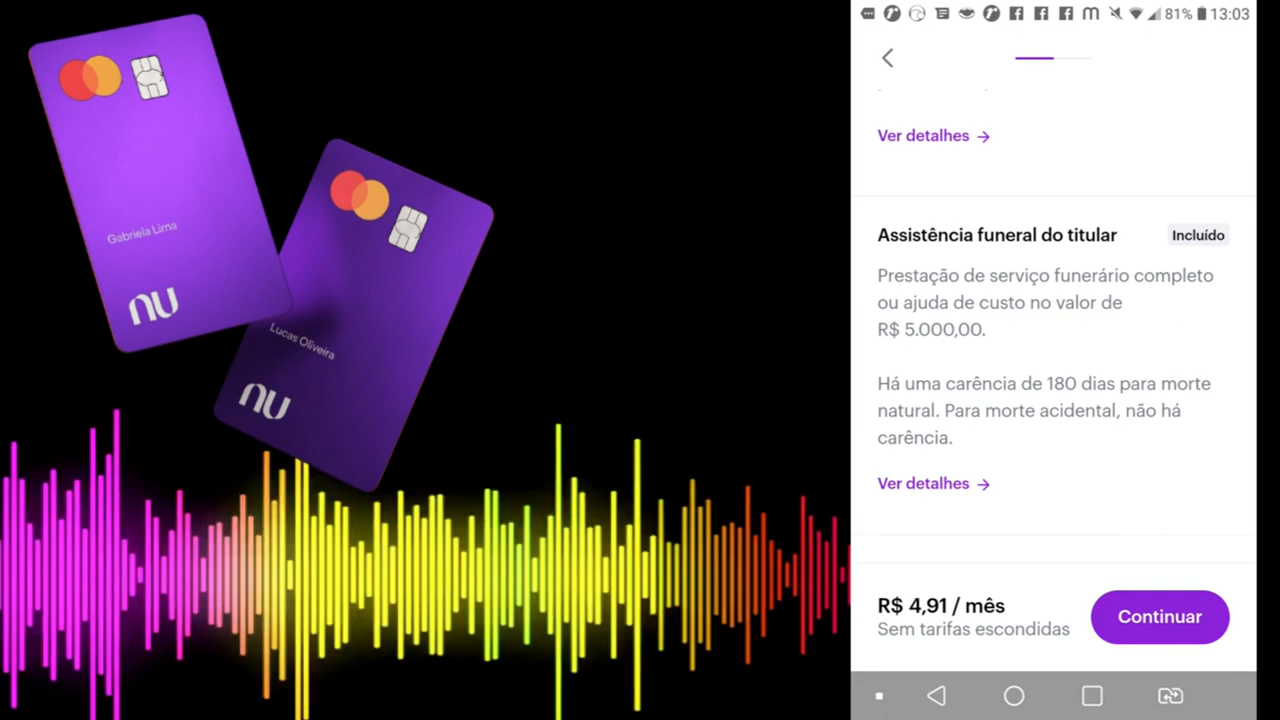 Gabriela Lima
nu
Lucas Oliveira
nu
81% 13:03
Ver detalhes →
Assistência funeral do titular
Incluído
Prestação de serviço funerário completo
ou ajuda de custo no valor de
R$ 5.000,00.
Há uma carência de 180 dias para morte
natural. Para morte acidental, não há
carência.
Ver detalhes →
R$ 4,91 / mês
Sem tarifas escondidas
Continuar